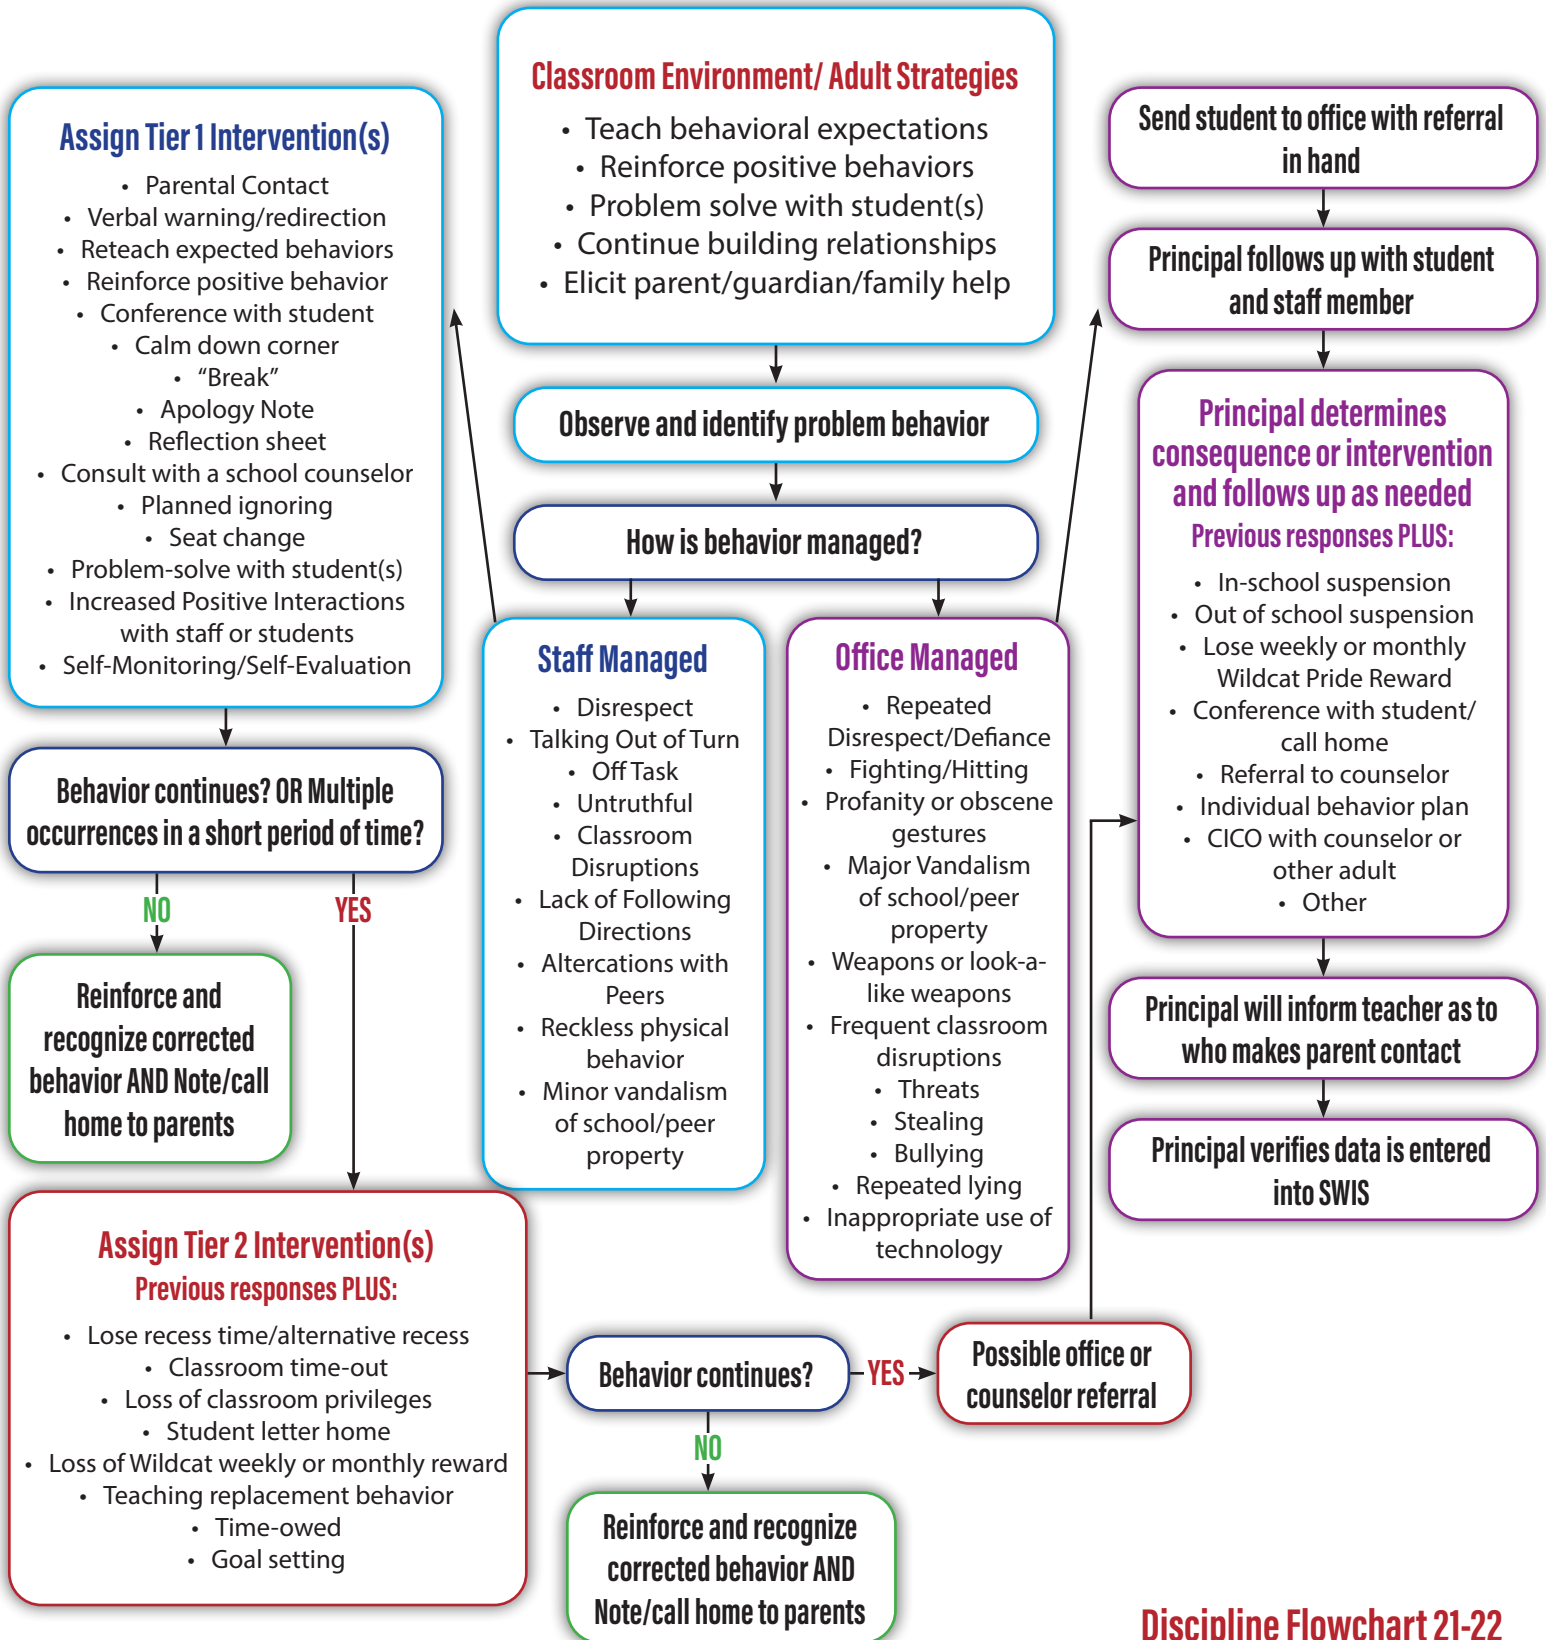 Classroom Environment/ Adult Strategies
• Teach behavioral expectations
• Reinforce positive behaviors
• Problem solve with student(s)
• Continue building relationships
• Elicit parent/guardian/family help
Observe and identify problem behavior
How is behavior managed?
Assign Tier 1 Intervention(s)
• Parental Contact
• Verbal warning/redirection
• Reteach expected behaviors
• Reinforce positive behavior
• Conference with student
• Calm down corner
• “Break”
• Apology Note
• Reflection sheet
• Consult with a school counselor
• Planned ignoring
• Seat change
• Problem-solve with student(s)
• Increased Positive Interactions
with staff or students
• Self-Monitoring/Self-Evaluation
Behavior continues? OR Multiple
occurrences in a short period of time?
NO
YES
Reinforce and
recognize corrected
behavior AND Note/call
home to parents
Staff Managed
• Disrespect
• Talking Out of Turn
• Off Task
• Untruthful
• Classroom
Disruptions
• Lack of Following
Directions
• Altercations with
Peers
• Reckless physical
behavior
• Minor vandalism
of school/peer
property
Office Managed
• Repeated
Disrespect/Defiance
• Fighting/Hitting
• Profanity or obscene
gestures
• Major Vandalism
of school/peer
property
• Weapons or look-a-
like weapons
• Frequent classroom
disruptions
• Threats
• Stealing
• Bullying
• Repeated lying
• Inappropriate use of
technology
Send student to office with referral
in hand
Principal follows up with student
and staff member
Principal determines
consequence or intervention
and follows up as needed
Previous responses PLUS:
• In-school suspension
• Out of school suspension
• Lose weekly or monthly
Wildcat Pride Reward
• Conference with student/
call home
• Referral to counselor
• Individual behavior plan
• CICO with counselor or
other adult
• Other
Principal will inform teacher as to
who makes parent contact
Principal verifies data is entered
into SWIS
Assign Tier 2 Intervention(s)
Previous responses PLUS:
• Lose recess time/alternative recess
• Classroom time-out
• Loss of classroom privileges
• Student letter home
• Loss of Wildcat weekly or monthly reward
• Teaching replacement behavior
• Time-owed
• Goal setting
Behavior continues?
YES
Possible office or
counselor referral
NO
Reinforce and recognize
corrected behavior AND
Note/call home to parents
Discipline Flowchart 21-22